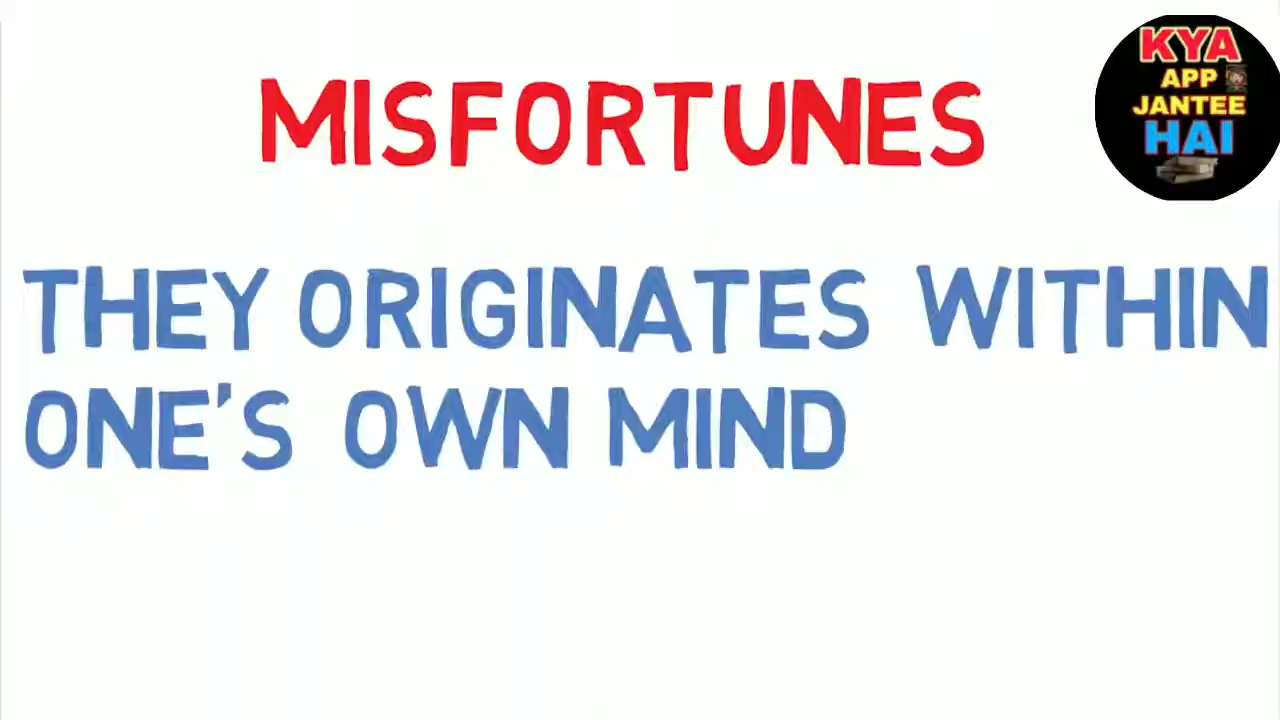 KYA
APP
JANTEE
HAI
MISFORTUNES
THEY ORIGINATES WITHIN
ONE'S OWN MIND